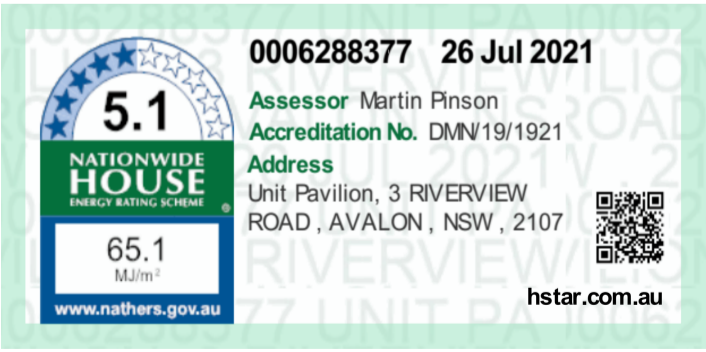 0006288377 26 Jul 2021
5.1
NATIONWIDE
HOUSE
ENERGY RATING SCHEME ®
65.1
MJ/m²
www.nathers.gov.au
Assessor Martin Pinson
Accreditation No. DMN/19/1921
Address
Unit Pavilion, 3 RIVERVIEW
ROAD , AVALON , NSW , 2107
hstar.com.au